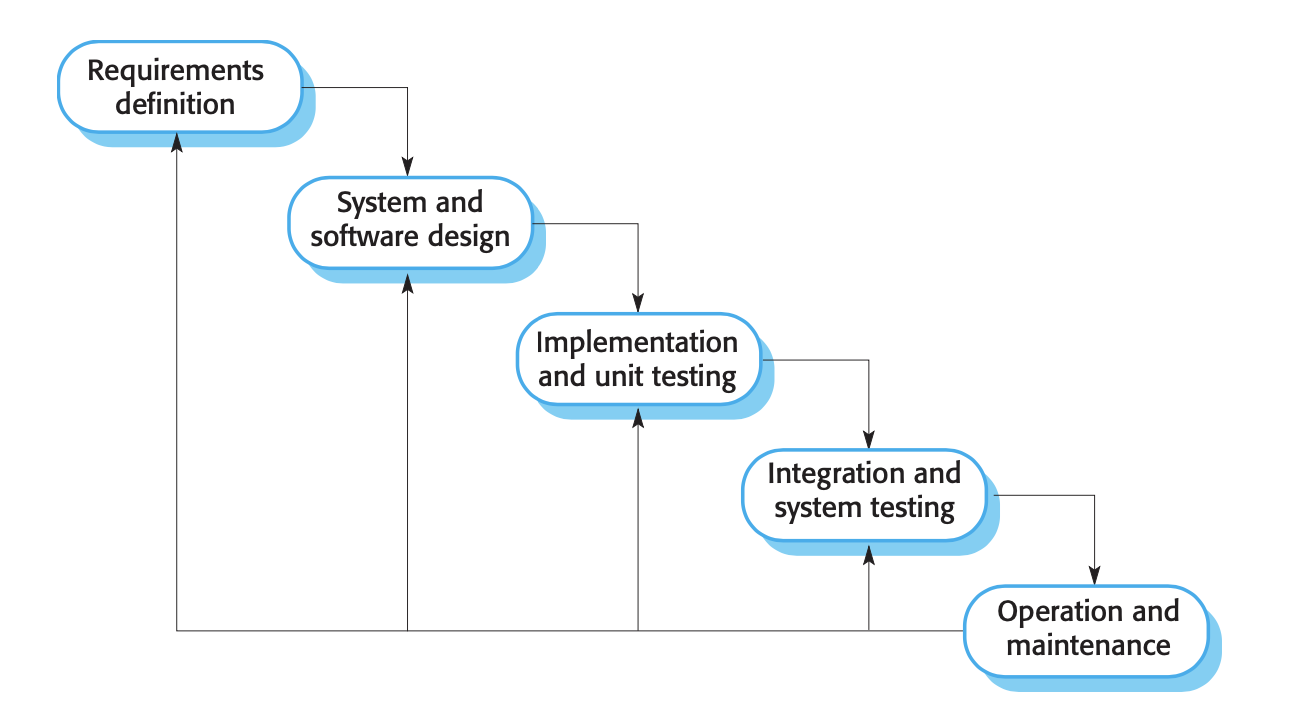 Requirements
definition
System and
software design
Implementation
and unit testing
Integration and
system testing
Operation and
maintenance